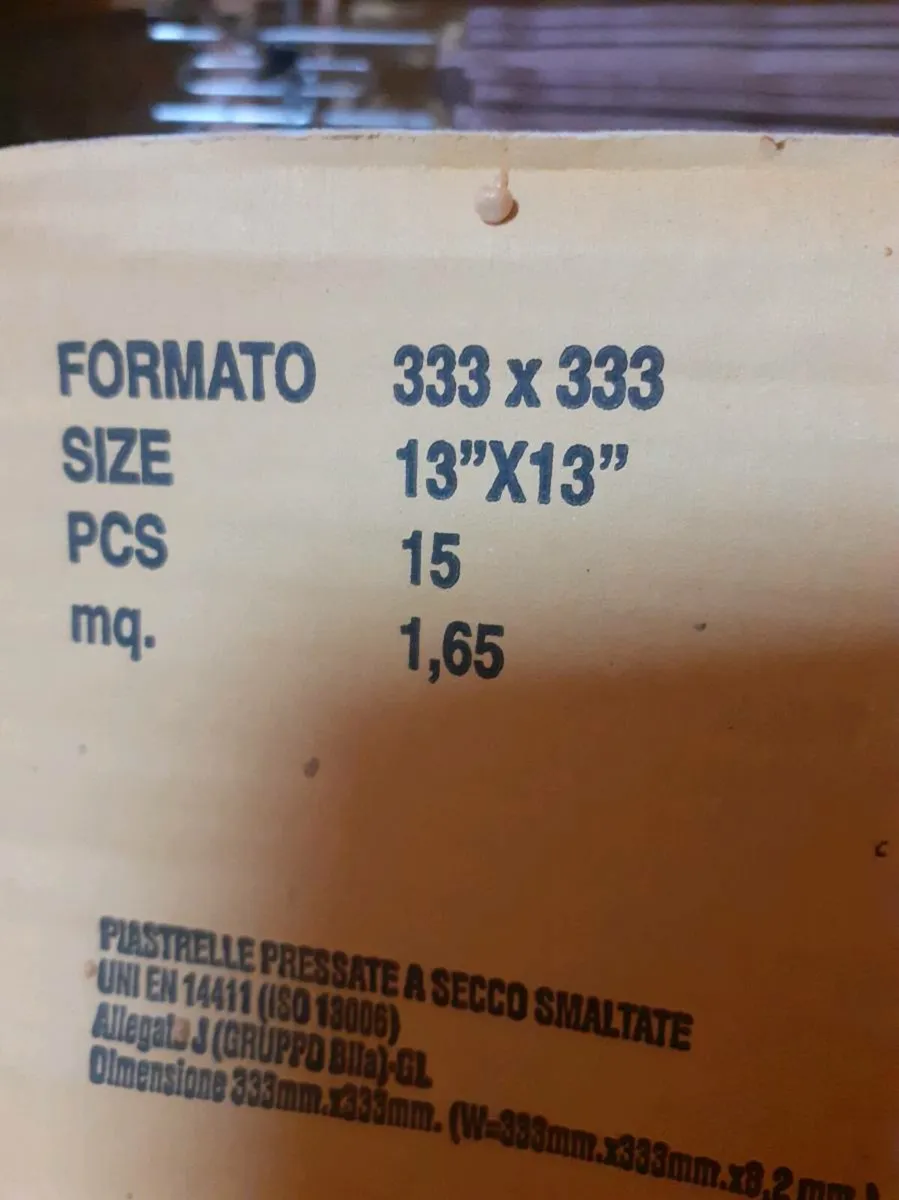 FORMATO 333 x 333
SIZE 13”X13”
PCS 15
mq. 1,65
PIASTRELLE PRESSATE A SECCO SMALTATE
UNI EN 14411 (ISO 13006)
Allegato J (GRUPPO BIIa)-GL
Dimensione 333mm.x333mm. (W=333mm.x333mm.x8,2 mm.)